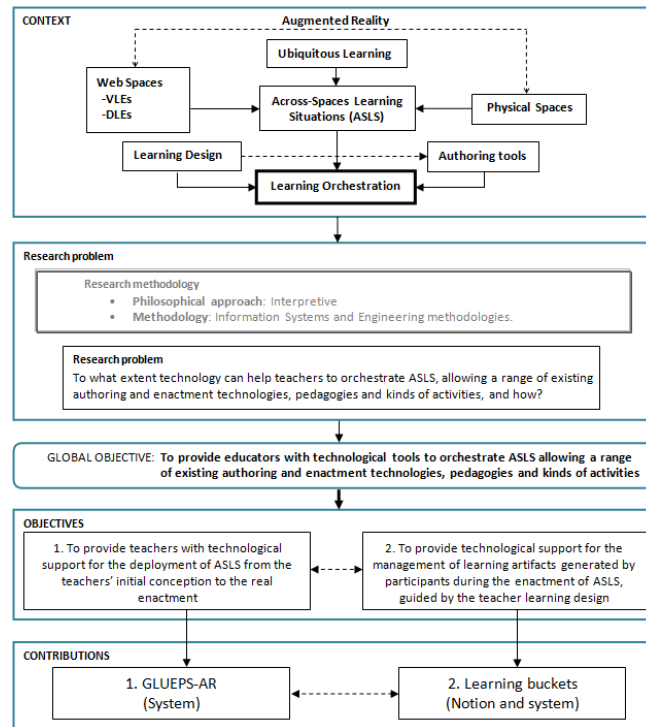 CONTEXT
Augmented Reality
Ubiquitous Learning
Web Spaces
-VLEs
-DLEs
Across-Spaces Learning
Situations (ASLS)
Physical Spaces
Learning Design
Authoring tools
Learning Orchestration
Research problem
Research methodology
• Philosophical approach: Interpretive
• Methodology: Information Systems and Engineering methodologies.
Research problem
To what extent technology can help teachers to orchestrate ASLS, allowing a range of existing
authoring and enactment technologies, pedagogies and kinds of activities, and how?
GLOBAL OBJECTIVE: To provide educators with technological tools to orchestrate ASLS allowing a range
of existing authoring and enactment technologies, pedagogies and kinds of activities
OBJECTIVES
1. To provide teachers with technological
support for the deployment of ASLS from the
teachers' initial conception to the real
enactment
2. To provide technological support for the
management of learning artifacts generated by
participants during the enactment of ASLS,
guided by the teacher learning design
CONTRIBUTIONS
1. GLUEPS-AR
(System)
2. Learning buckets
(Notion and system)